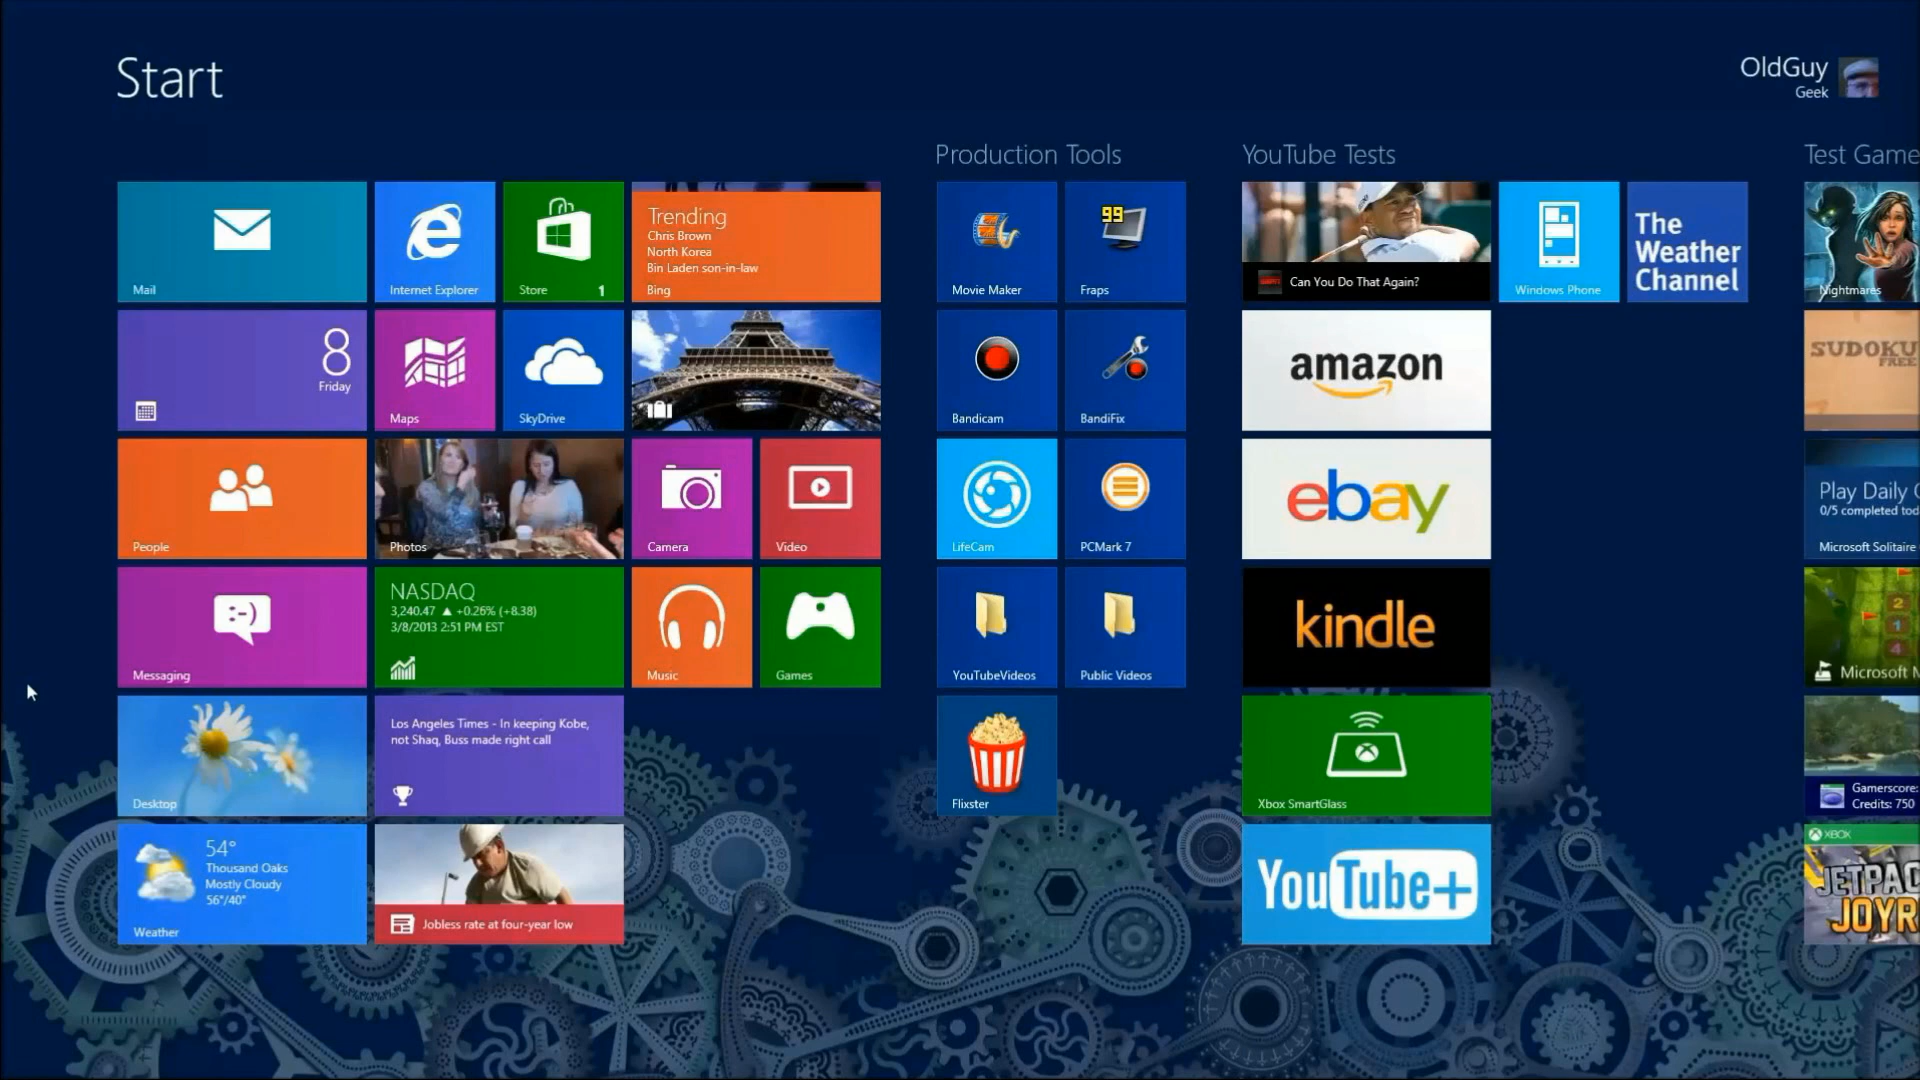 Start
OldGuy
Geek
Production Tools
YouTube Tests
Test Game
Mail
Internet Explorer
Store
1
Trending
Chris Brown
North Korea
Bin Laden son-in-law
Bing
Movie Maker
99
Fraps
Can You Do That Again?
Windows Phone
The
Weather
Channel
Nightmares
8
Friday
Maps
SkyDrive
Bandicam
BandiFix
amazon
SUDOKU
FREE
People
Photos
Camera
Video
LifeCam
PCMark 7
ebay
Play Daily
0/5 completed tod
Microsoft Solitaire
:-)
Messaging
NASDAQ
3,240.47 ▲ +0.26% (+8.38)
3/8/2013 2:51 PM EST
Music
Games
YouTubeVideos
Public Videos
kindle
2
1
4
Microsoft M
Desktop
Los Angeles Times - In keeping Kobe,
not Shaq, Buss made right call
Flixster
Xbox SmartGlass
Gamerscore:
Credits: 750
54°
Thousand Oaks
Mostly Cloudy
56°/40°
Weather
Jobless rate at four-year low
YouTube+
XBOX
JETPAC
JOYR